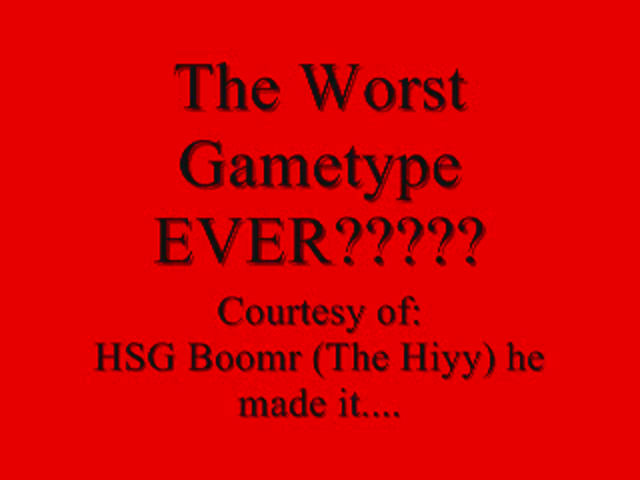 The Worst
Gametype
EVER?????
Courtesy of:
HSG Boomr (The Hiyy) he
made it....